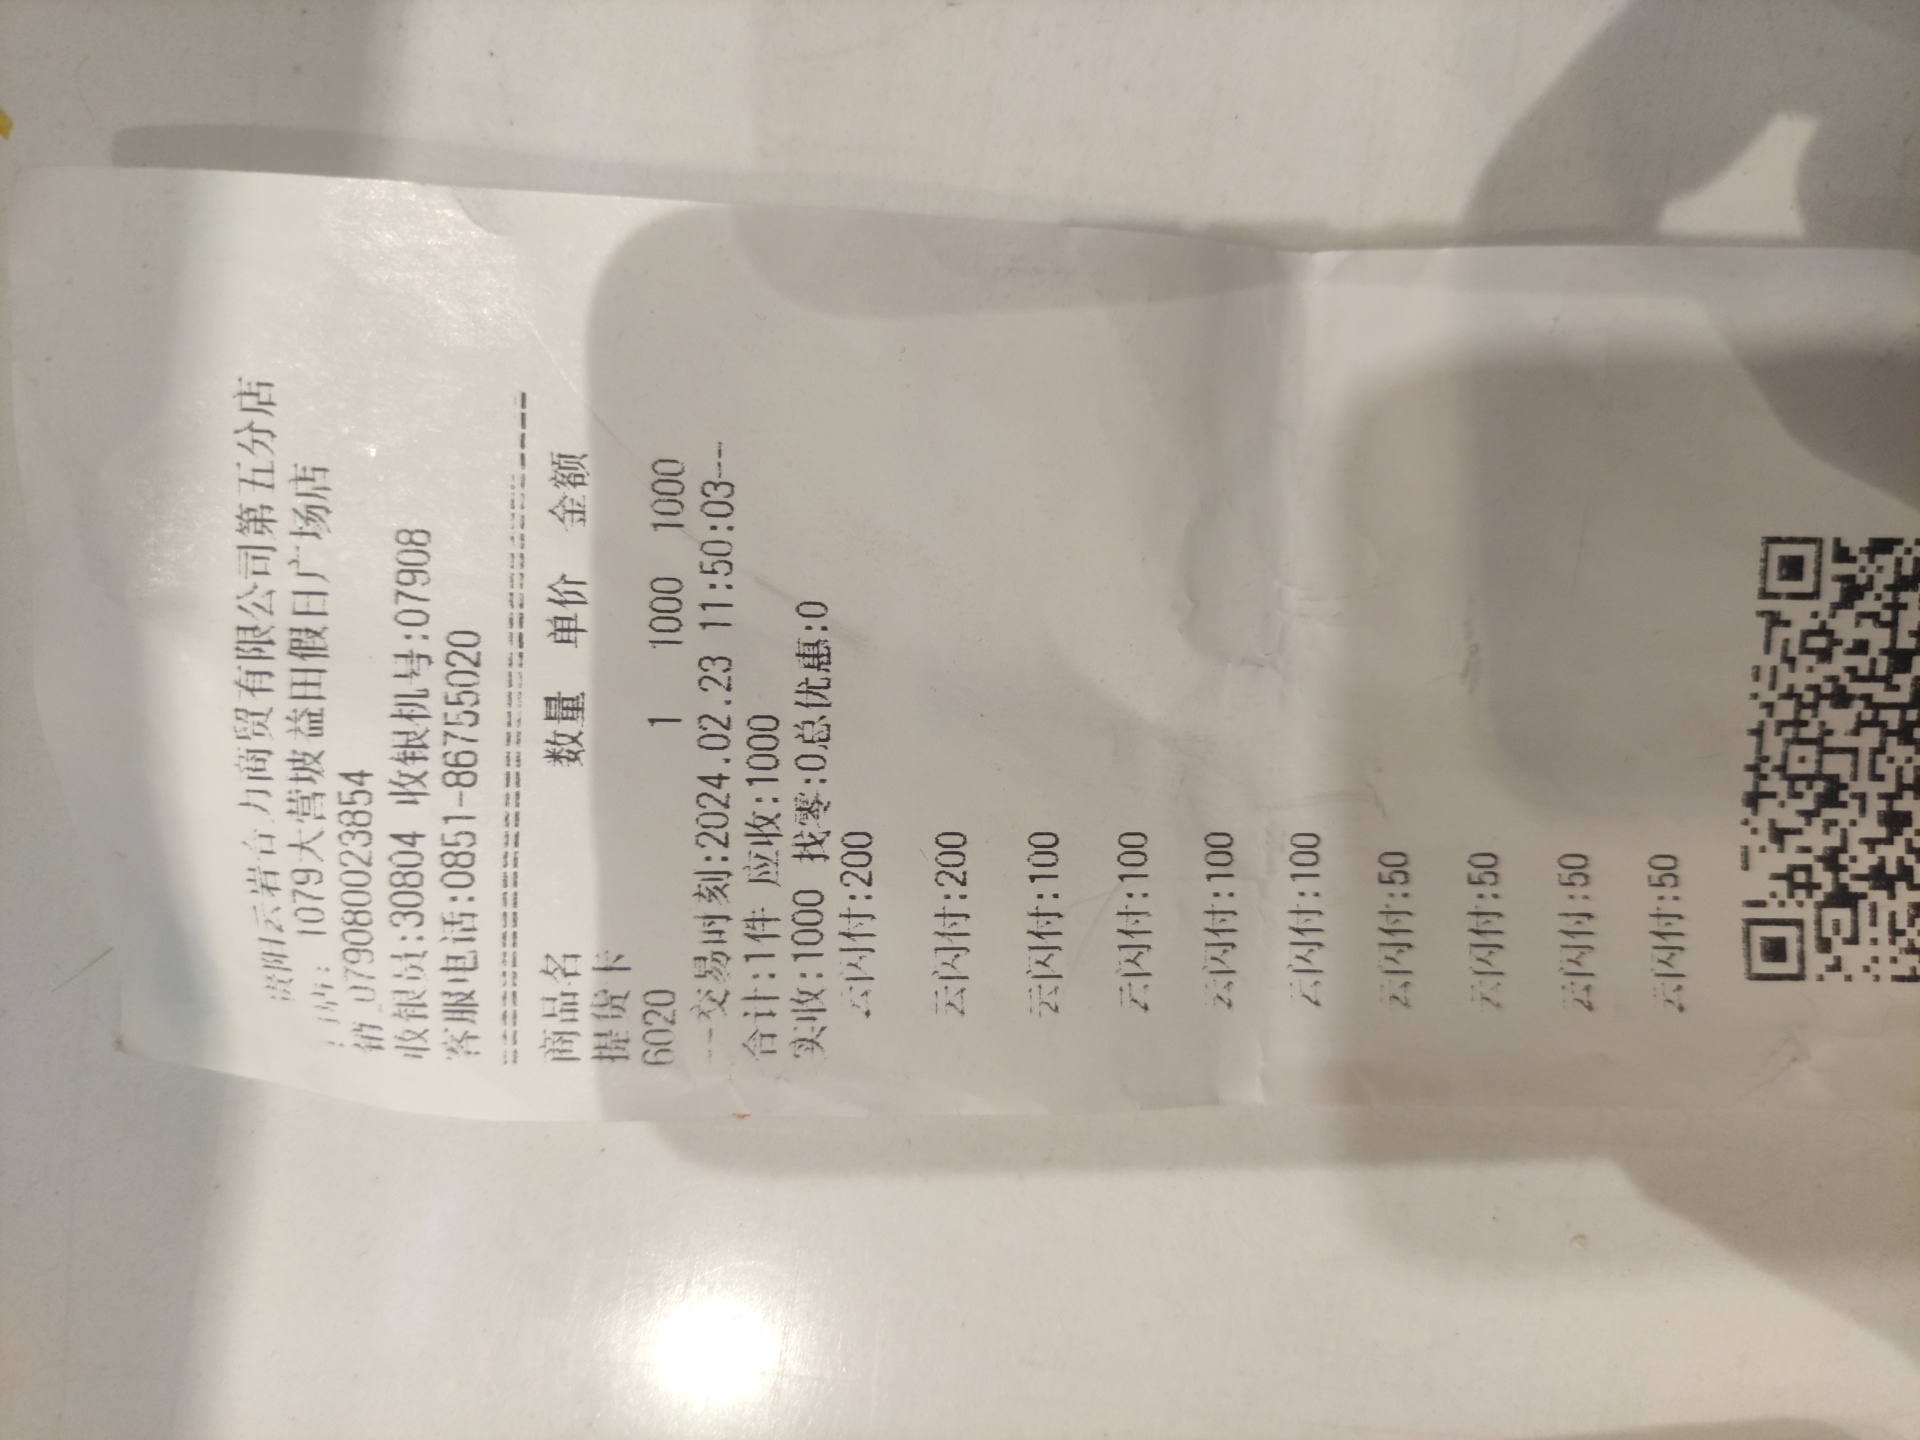 贵阳云岩合力商贸有限公司第五分店
门店: 1079大营坡益田假日广场店
销_079080023854
收银员:30804 收银机号:07908
客服电话:0851-86755020
商品名 数量 单价 金额
提货卡
6020 1 1000 1000
---交易时刻:2024.02.23 11:50:03---
合计:1件 应收:1000
实收:1000 找零:0总优惠:0
云闪付:200
云闪付:200
云闪付:100
云闪付:100
云闪付:100
云闪付:100
云闪付:50
云闪付:50
云闪付:50
云闪付:50